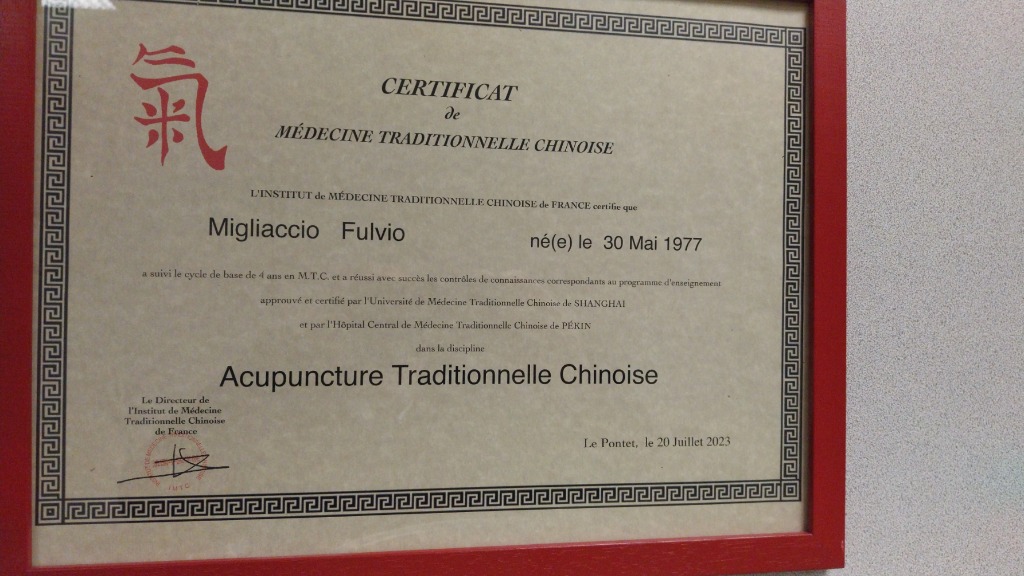 氣
CERTIFICAT
de
MÉDECINE TRADITIONNELLE CHINOISE
L'INSTITUT de MÉDECINE TRADITIONNELLE CHINOISE de FRANCE certifie que
Migliaccio Fulvio né(e) le 30 Mai 1977
a suivi le cycle de base de 4 ans en M.T.C. et a réussi avec succès les contrôles de connaissances correspondants au programme d'enseignement
approuvé et certifié par l'Université de Médecine Traditionnelle Chinoise de SHANGHAI
et par l'Hôpital Central de Médecine Traditionnelle Chinoise de PÉKIN
dans la discipline
Acupuncture Traditionnelle Chinoise
Le Directeur de
l'Institut de Médecine
Traditionnelle Chinoise
de France
Le Pontet, le 20 Juillet 2023